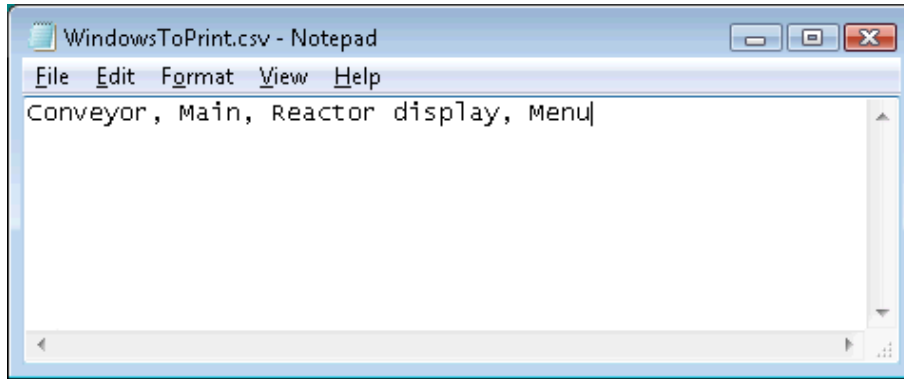 WindowsToPrint.csv - Notepad
File Edit Format View Help
Conveyor, Main, Reactor display, Menu